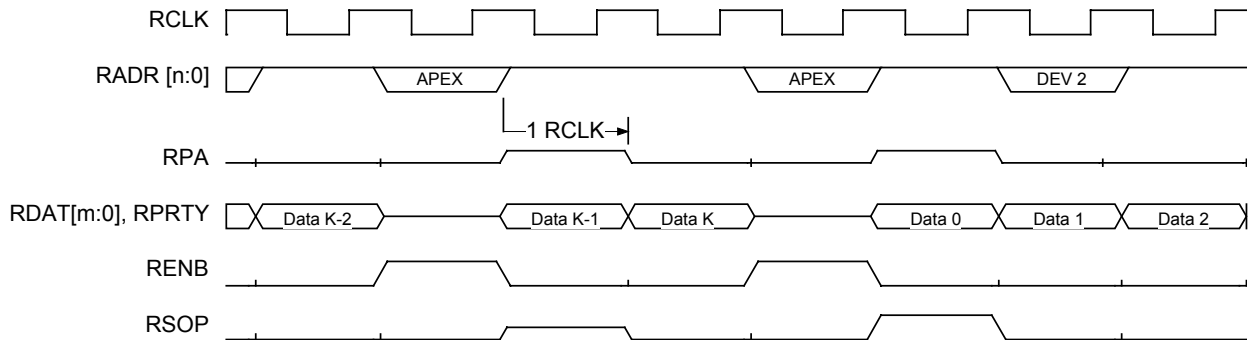 RCLK
RADR [n:0]
APEX
APEX
DEV 2
1 RCLK
RPA
RDAT[m:0], RPRTY
Data K-2
Data K-1
Data K
Data 0
Data 1
Data 2
RENB
RSOP